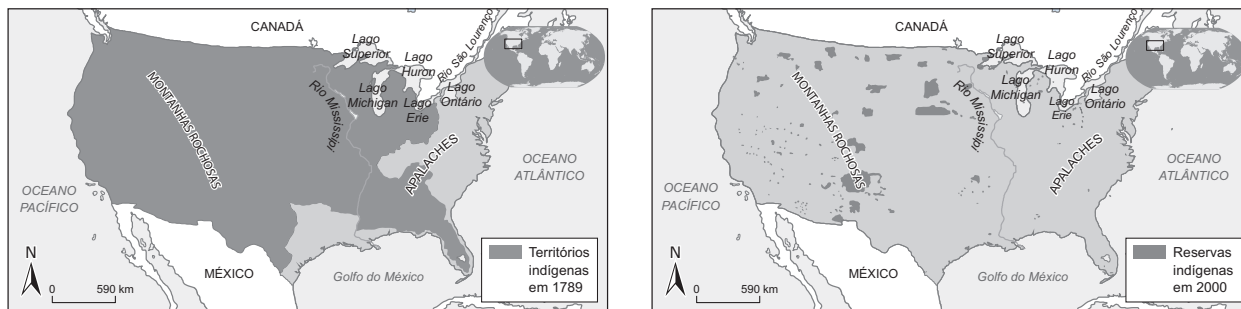 CANADÁ
Lago
Superior
Lago
Huron
Rio São Lourenço
Lago
Michigan
Lago
Ontário
Lago
Erie
Rio Mississípi
MONTANHAS ROCHOSAS
APALACHES
OCEANO
PACÍFICO
OCEANO
ATLÂNTICO
MÉXICO
Golfo do México
N
0 590 km
Territórios
indígenas
em 1789
CANADÁ
Lago
Superior
Lago
Huron
Rio São Lourenço
Lago
Michigan
Lago
Ontário
Lago
Erie
Rio Mississípi
MONTANHAS ROCHOSAS
APALACHES
OCEANO
PACÍFICO
OCEANO
ATLÂNTICO
MÉXICO
Golfo do México
N
0 590 km
Reservas
indígenas
em 2000